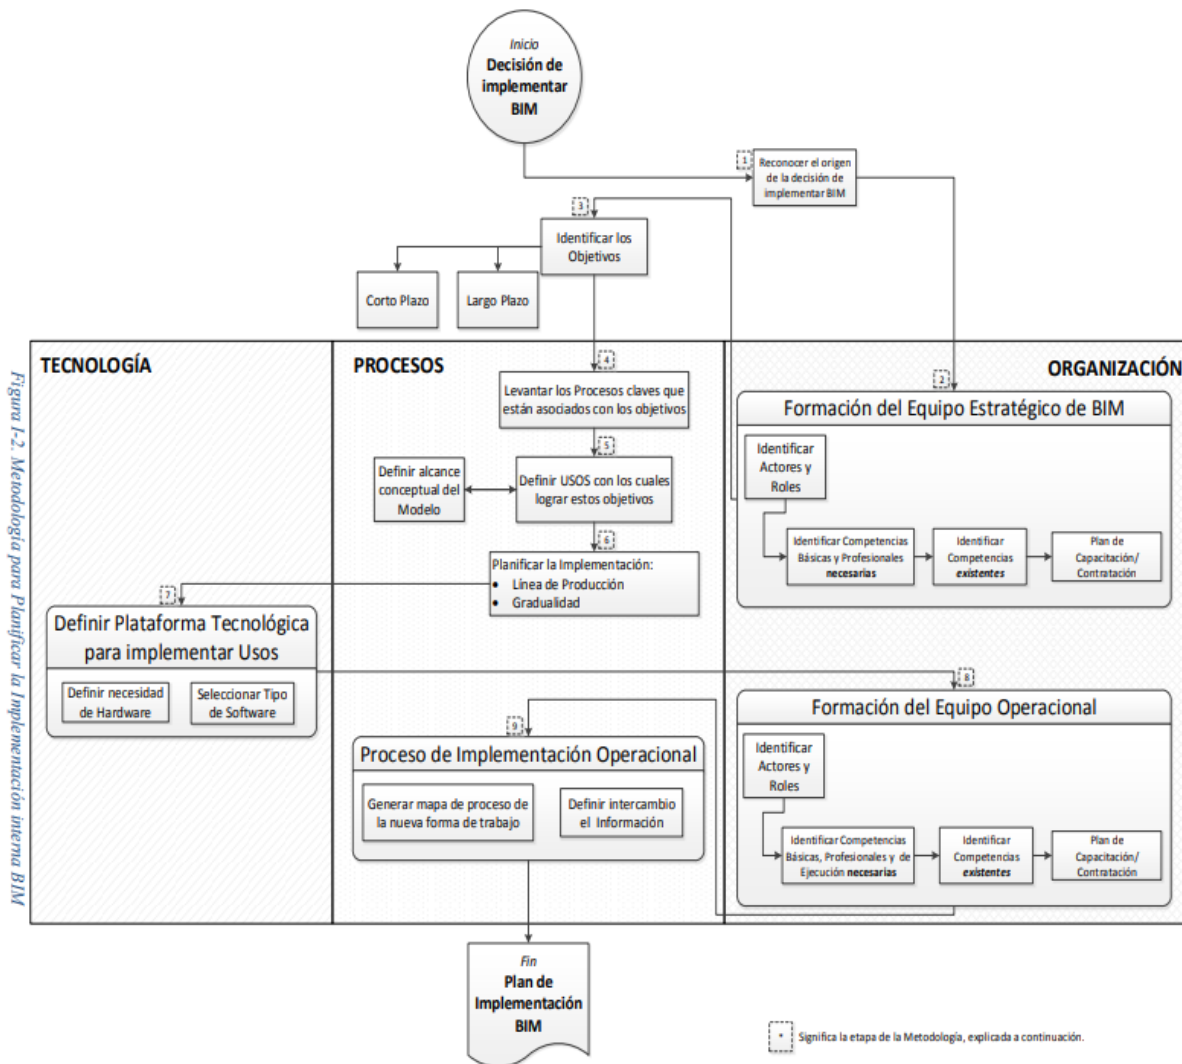 Inicio
Decisión de
implementar
BIM
1
Reconocer el origen
de la decisión de
implementar BIM
3
Identificar los
Objetivos
Corto Plazo
Largo Plazo
TECNOLOGÍA
PROCESOS
ORGANIZACIÓN
4
Levantar los Procesos claves que
están asociados con los objetivos
5
Definir alcance
conceptual del
Modelo
Definir USOS con los cuales
lograr estos objetivos
6
Planificar la Implementación:
• Línea de Producción
• Gradualidad
2
Formación del Equipo Estratégico de BIM
Identificar
Actores y
Roles
Identificar Competencias
Básicas y Profesionales
necesarias
Identificar
Competencias
existentes
Plan de
Capacitación/
Contratación
7
Definir Plataforma Tecnológica
para implementar Usos
Definir necesidad
de Hardware
Seleccionar Tipo
de Software
8
Formación del Equipo Operacional
Identificar
Actores y
Roles
Identificar Competencias
Básicas, Profesionales y de
Ejecución necesarias
Identificar
Competencias
existentes
Plan de
Capacitación/
Contratación
9
Proceso de Implementación Operacional
Generar mapa de proceso de
la nueva forma de trabajo
Definir intercambio
el Información
Fin
Plan de
Implementación
BIM
* Significa la etapa de la Metodología, explicada a continuación.
Figura I-2. Metodología para Planificar la Implementación interna BIM